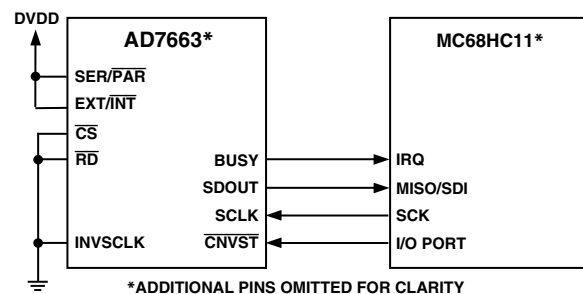 DVDD
AD7663*
MC68HC11*
SER/PAR
EXT/INT
CS
RD
BUSY
IRQ
SDOUT
MISO/SDI
SCLK
SCK
INVSCLK
CNVST
I/O PORT
*ADDITIONAL PINS OMITTED FOR CLARITY